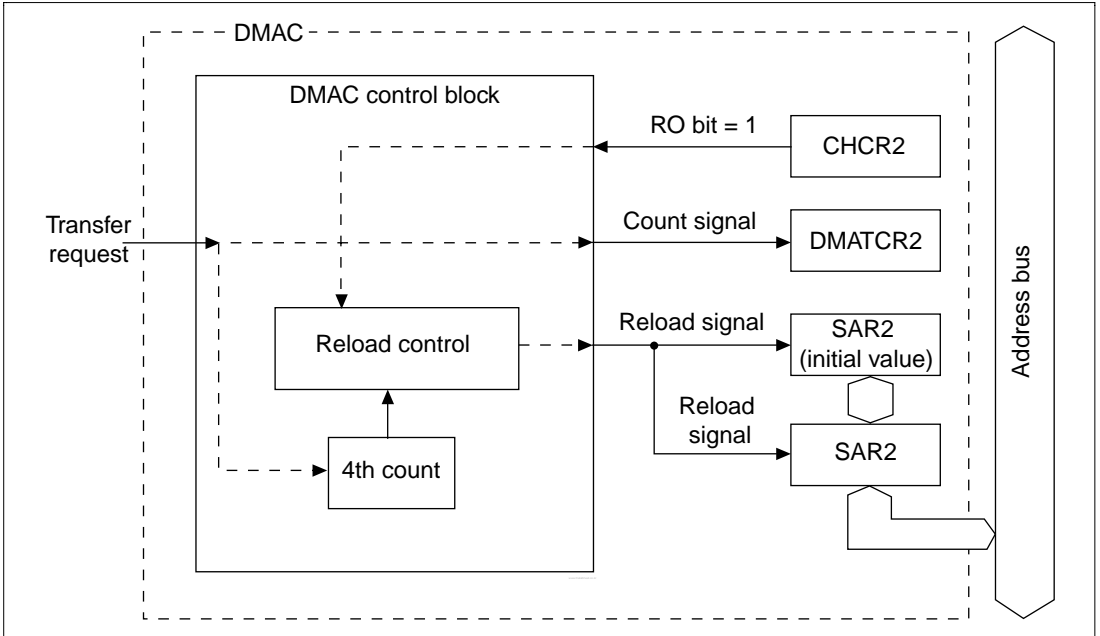 DMAC
DMAC control block
RO bit = 1
CHCR2
Transfer
request
Count signal
DMATCR2
Reload control
Reload signal
SAR2
(initial value)
Reload
signal
SAR2
4th count
Address bus